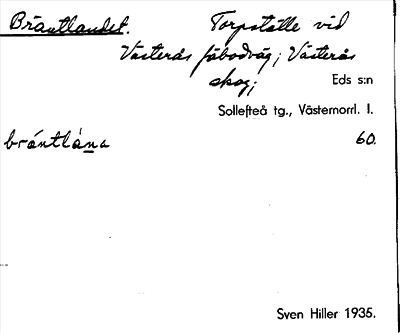 Bräntlandet. Torpställe vid
Västerås fäbodväg; Västerås
skog; Eds s:n
Sollefteå tg., Västernorrl. l.
bräntlána 60.
Sven Hiller 1935.